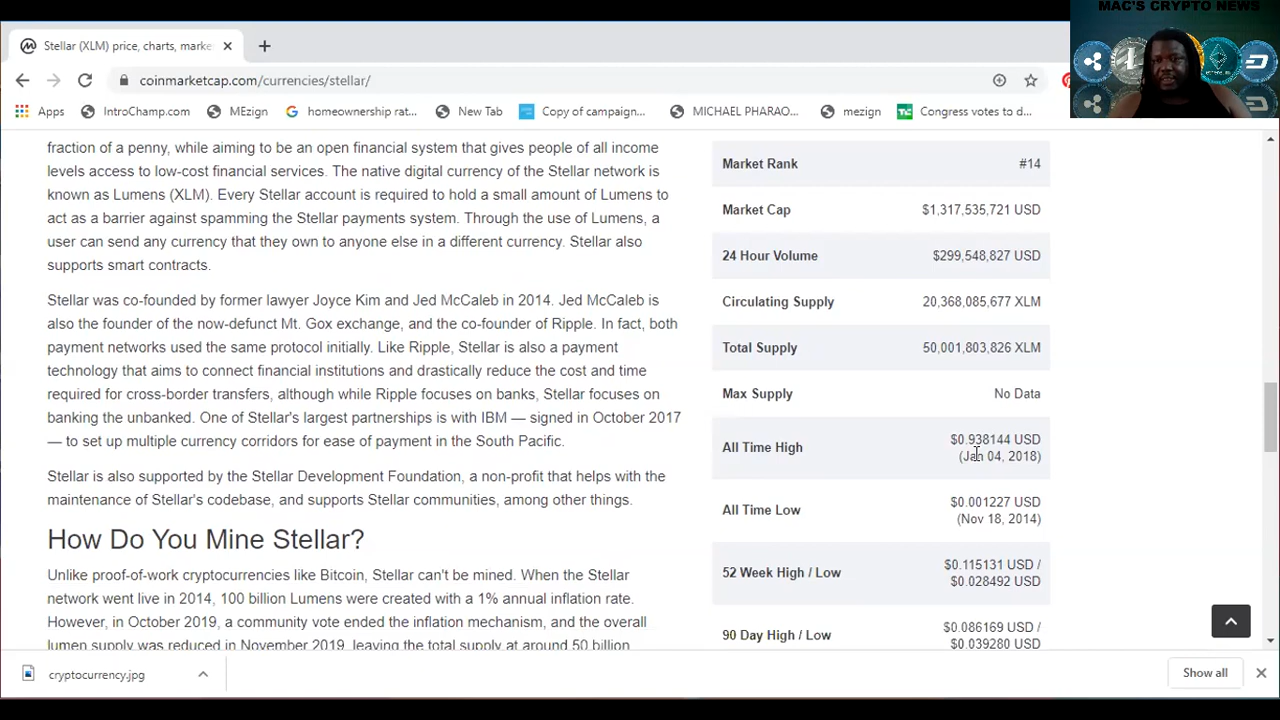 MAC'S CRYPTO NEWS
Stellar (XLM) price, charts, marke
coinmarketcap.com/currencies/stellar/
Apps IntroChamp.com MEzign homeownership rat... New Tab Copy of campaign... MICHAEL PHARAO... mezign Congress votes to d...
fraction of a penny, while aiming to be an open financial system that gives people of all income
levels access to low-cost financial services. The native digital currency of the Stellar network is
known as Lumens (XLM). Every Stellar account is required to hold a small amount of Lumens to
act as a barrier against spamming the Stellar payments system. Through the use of Lumens, a
user can send any currency that they own to anyone else in a different currency. Stellar also
supports smart contracts.
Stellar was co-founded by former lawyer Joyce Kim and Jed McCaleb in 2014. Jed McCaleb is
also the founder of the now-defunct Mt. Gox exchange, and the co-founder of Ripple. In fact, both
payment networks used the same protocol initially. Like Ripple, Stellar is also a payment
technology that aims to connect financial institutions and drastically reduce the cost and time
required for cross-border transfers, although while Ripple focuses on banks, Stellar focuses on
banking the unbanked. One of Stellar's largest partnerships is with IBM — signed in October 2017
— to set up multiple currency corridors for ease of payment in the South Pacific.
Stellar is also supported by the Stellar Development Foundation, a non-profit that helps with the
maintenance of Stellar's codebase, and supports Stellar communities, among other things.
How Do You Mine Stellar?
Unlike proof-of-work cryptocurrencies like Bitcoin, Stellar can't be mined. When the Stellar
network went live in 2014, 100 billion Lumens were created with a 1% annual inflation rate.
However, in October 2019, a community vote ended the inflation mechanism, and the overall
lumen supply was reduced in November 2019, leaving the total supply at around 50 billion
Market Rank #14
Market Cap $1,317,535,721 USD
24 Hour Volume $299,548,827 USD
Circulating Supply 20,368,085,677 XLM
Total Supply 50,001,803,826 XLM
Max Supply No Data
All Time High $0.938144 USD
(Jan 04, 2018)
All Time Low $0.001227 USD
(Nov 18, 2014)
52 Week High / Low $0.115131 USD /
$0.028492 USD
90 Day High / Low $0.086169 USD /
$0.039280 USD
cryptocurrency.jpg Show all